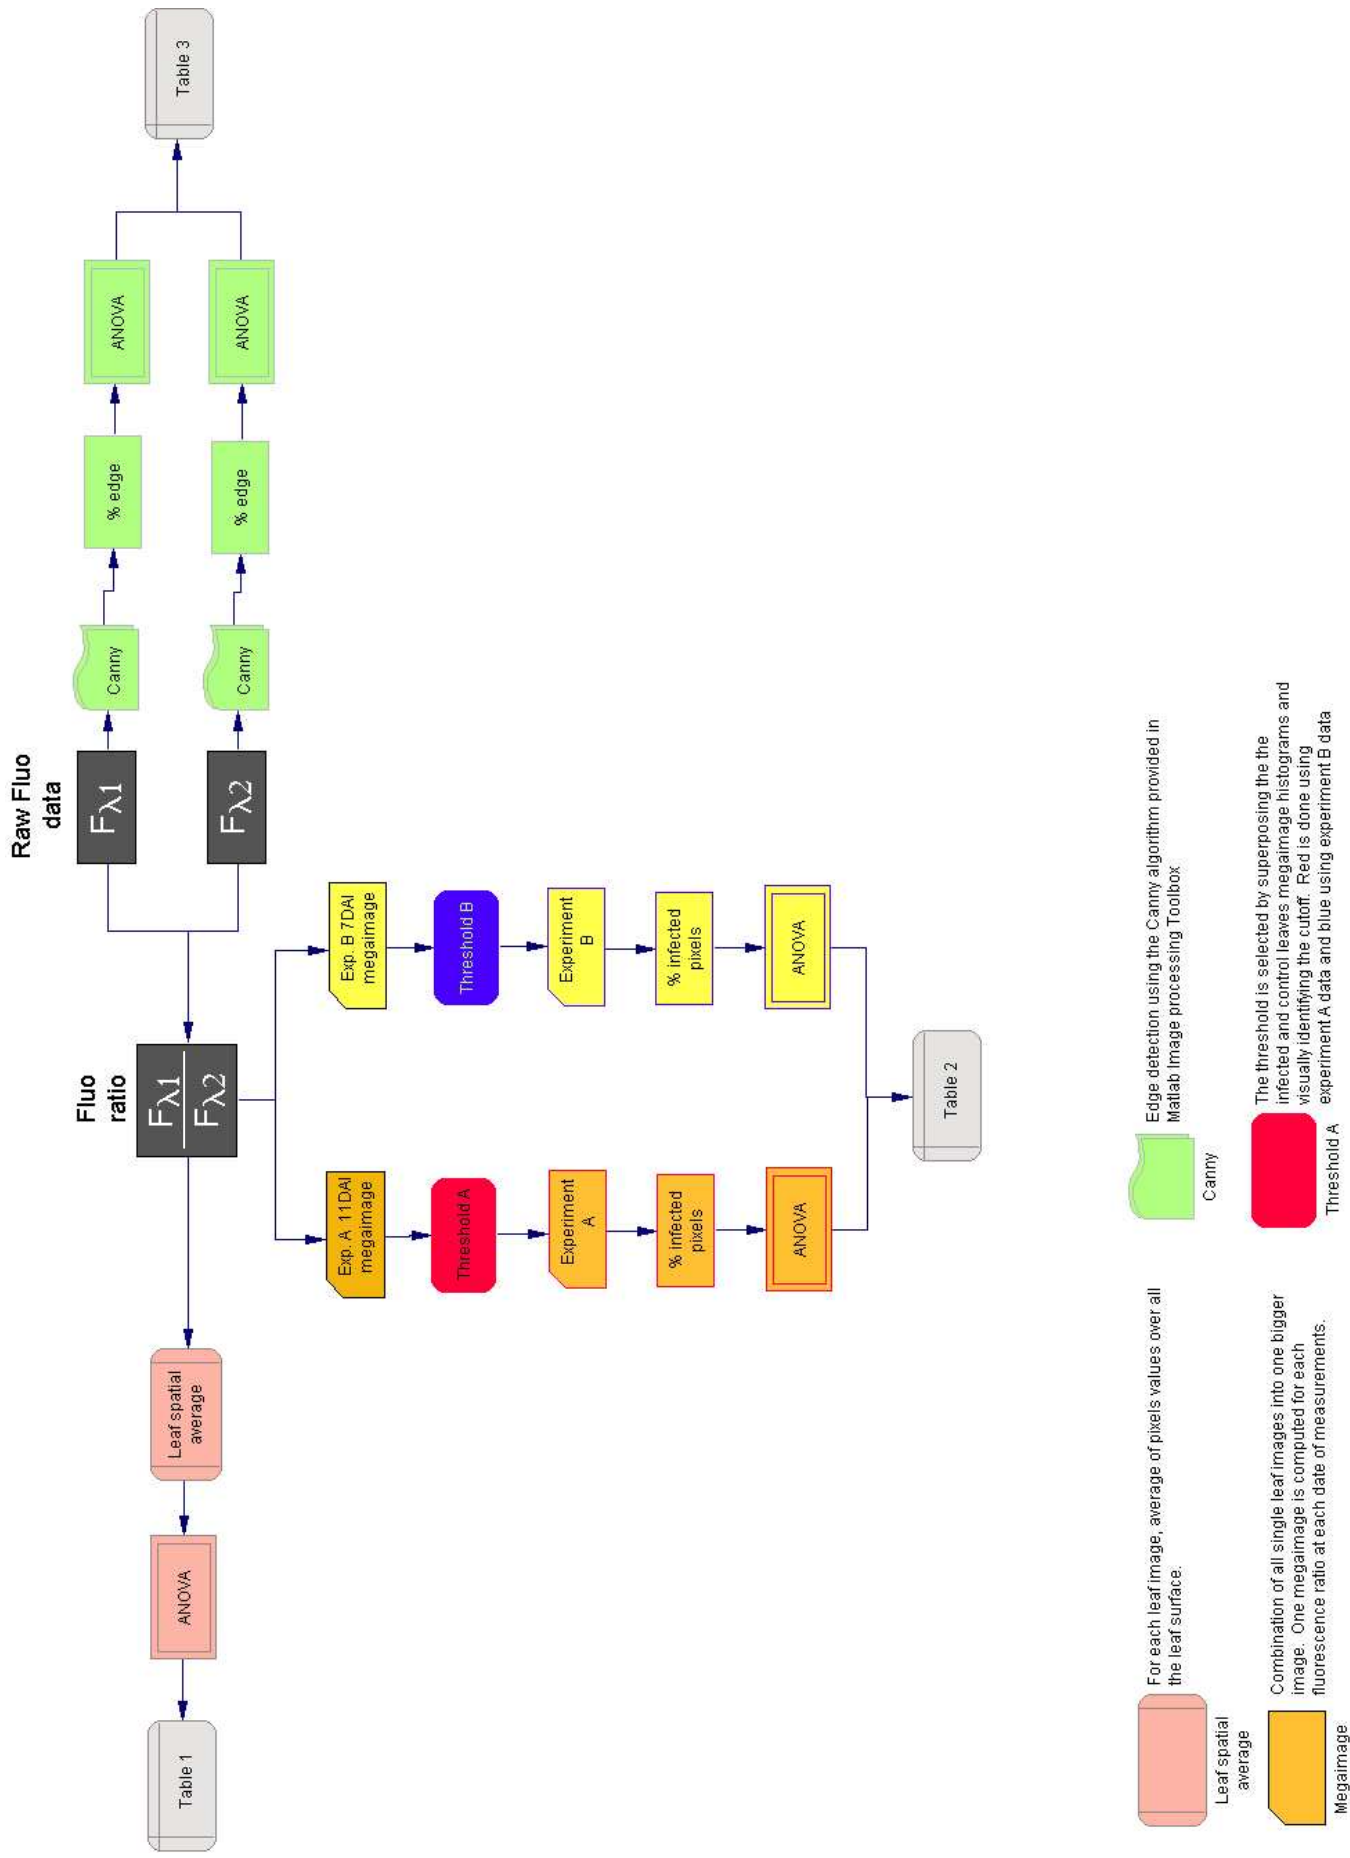 Raw Fluo
data
Fluo
ratio
Table 1
ANOVA
Leaf spatial
average
Fλ1
Fλ2
Fλ1
Canny
% edge
ANOVA
Fλ2
Canny
% edge
ANOVA
Table 3
Exp. A 11DAI
megaimage
Threshold A
Experiment
A
% infected
pixels
ANOVA
Exp. B 7DAI
megaimage
Threshold B
Experiment
B
% infected
pixels
ANOVA
Table 2
Leaf spatial
average
For each leaf image, average of pixels values over all
the leaf surface.
Megaimage
Combination of all single leaf images into one bigger
image. One megaimage is computed for each
fluorescence ratio at each date of measurements.
Canny
Edge detection using the Canny algorithm provided in
Matlab Image processing Toolbox
Threshold A
The threshold is selected by superposing the the
infected and control leaves megaimage histograms and
visually identifying the cutoff. Red is done using
experiment A data and blue using experiment B data